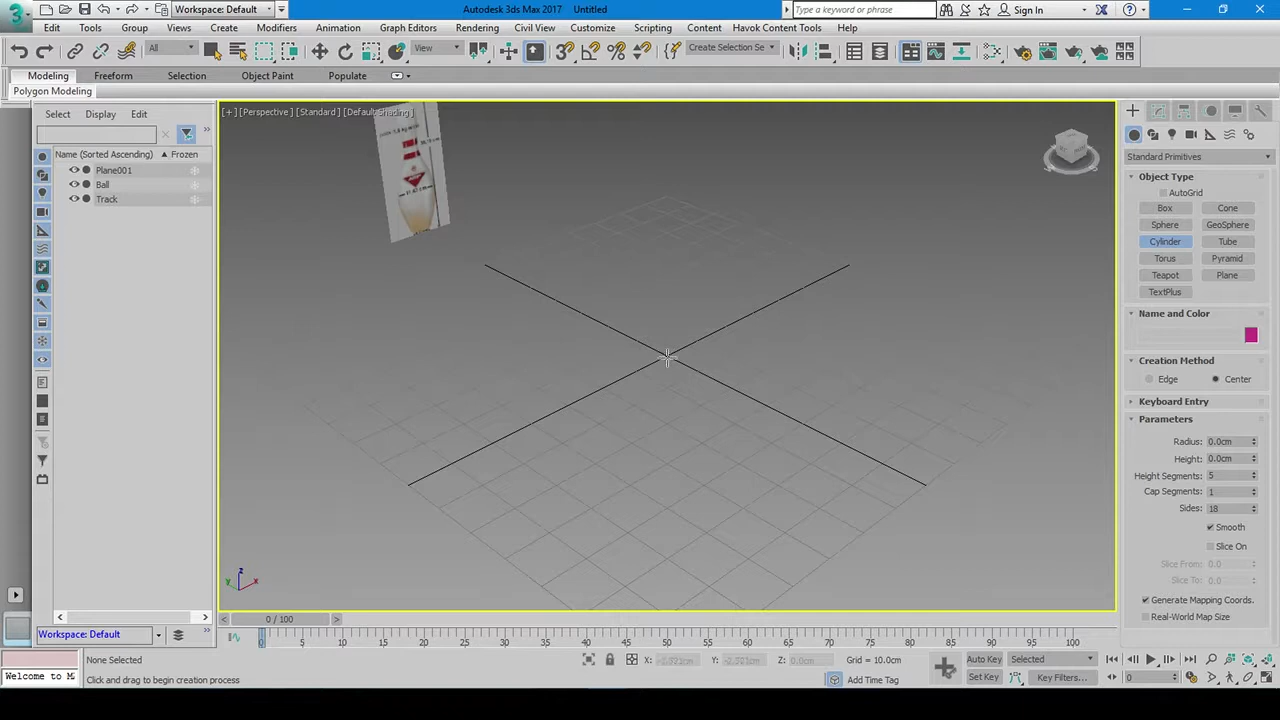 Workspace: Default
Autodesk 3ds Max 2017 Untitled
Type a keyword or phrase
Sign In
Edit Tools Group Views Create Modifiers Animation Graph Editors Rendering Civil View Customize Scripting Content Havok Content Tools Help
All
View
Create Selection Se
Modeling Freeform Selection Object Paint Populate
Polygon Modeling
Select Display Edit
Name (Sorted Ascending) ▲ Frozen
Plane001
Ball
Track
[+] [Perspective] [Standard] [Default Shading]
Standard Primitives
Object Type
AutoGrid
Box Cone
Sphere GeoSphere
Cylinder Tube
Torus Pyramid
Teapot Plane
TextPlus
Name and Color
Creation Method
Edge Center
Keyboard Entry
Parameters
Radius: 0.0cm
Height: 0.0cm
Height Segments: 5
Cap Segments: 1
Sides: 18
Smooth
Slice On
Slice From: 0.0
Slice To: 0.0
Generate Mapping Coords.
Real-World Map Size
z
y
x
Workspace: Default
0 / 100
0 5 10 15 20 25 30 35 40 45 50 55 60 65 70 75 80 85 90 95 100
None Selected
Welcome to M
Click and drag to begin creation process
X: Y: Z: 0.0cm
Grid = 10.0cm
Add Time Tag
Auto Key Selected
Set Key Key Filters...
0